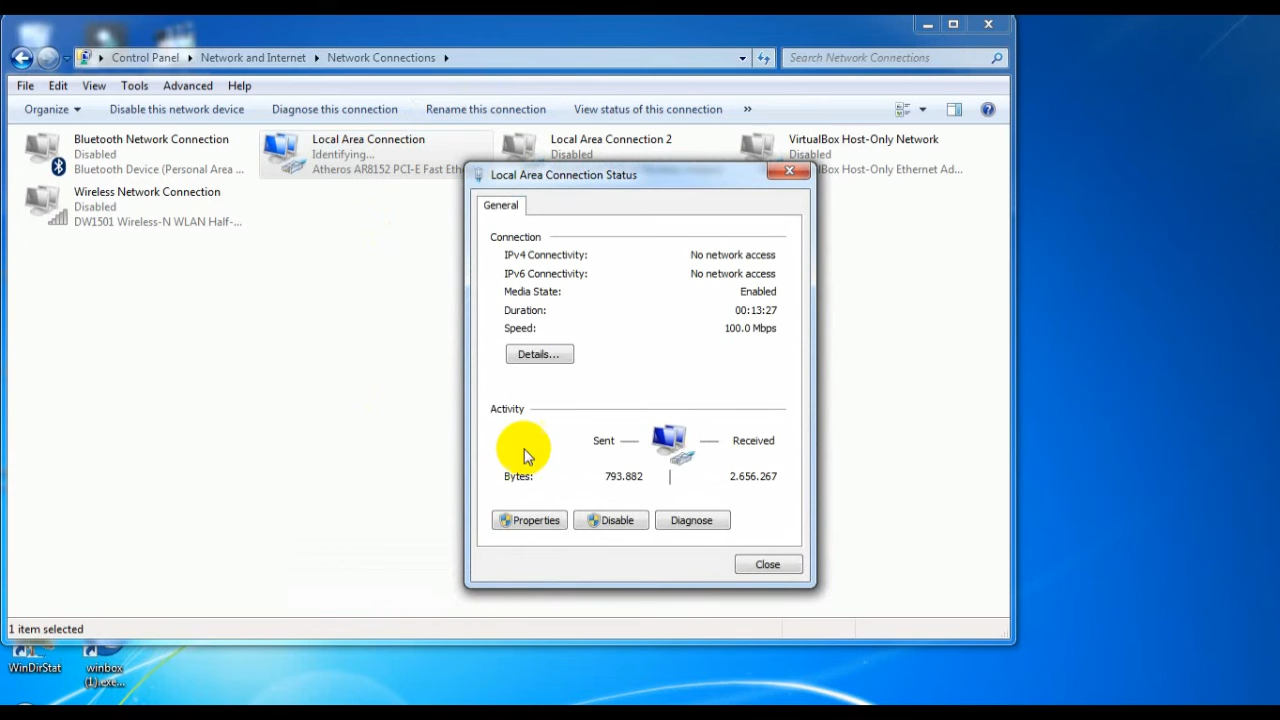 Control Panel Network and Internet Network Connections Search Network Connections
File Edit View Tools Advanced Help
Organize Disable this network device Diagnose this connection Rename this connection View status of this connection »
Bluetooth Network Connection
Disabled
Bluetooth Device (Personal Area ...
Local Area Connection
Identifying...
Atheros AR8152 PCI-E Fast Eth
Local Area Connection 2
Disabled
VirtualBox Host-Only Network
Disabled
Box Host-Only Ethernet Ad...
Wireless Network Connection
Disabled
DW1501 Wireless-N WLAN Half-...
Local Area Connection Status
General
Connection
IPv4 Connectivity: No network access
IPv6 Connectivity: No network access
Media State: Enabled
Duration: 00:13:27
Speed: 100.0 Mbps
Details...
Activity
Sent Received
Bytes: 793.882 2.656.267
Properties Disable Diagnose
Close
1 item selected
WinDirStat
winbox
(1).exe...